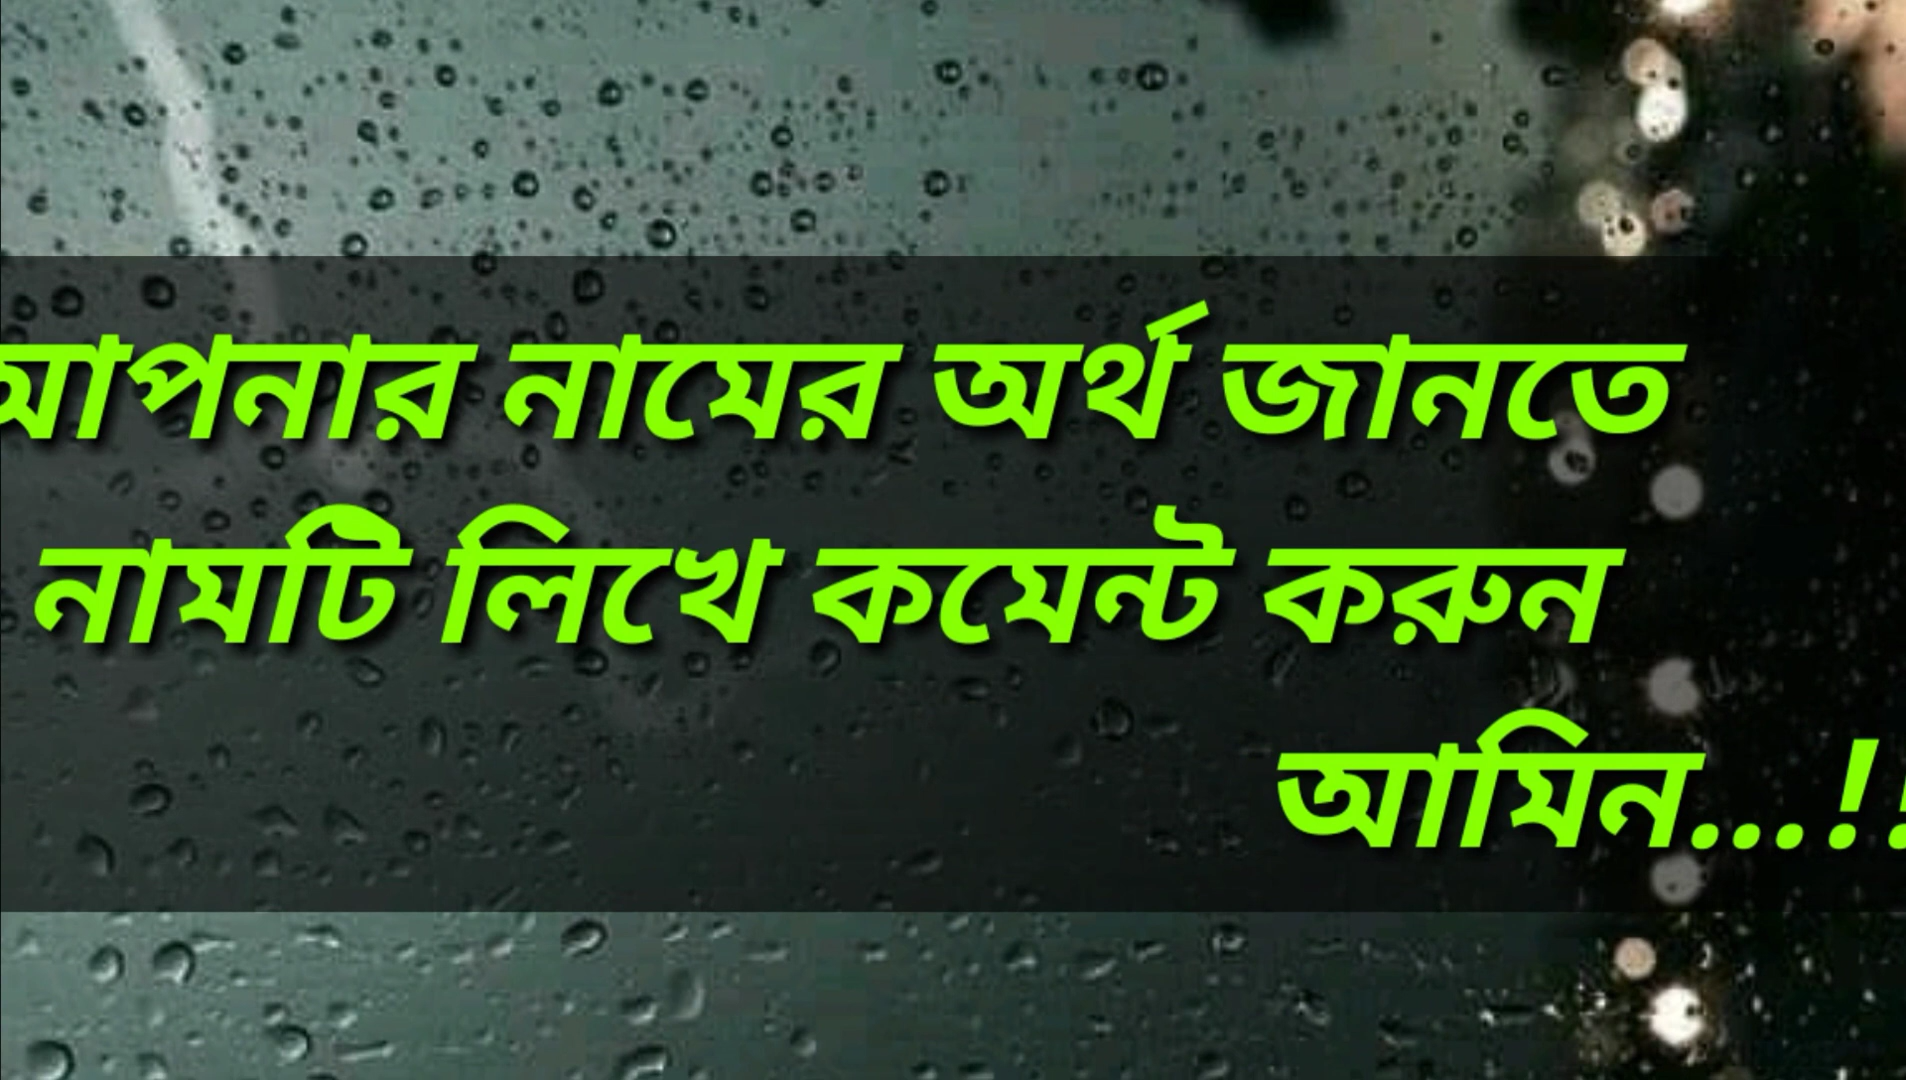 আপনার নামের অর্থ জানতে
নামটি লিখে কমেন্ট করুন
আমিন...!!